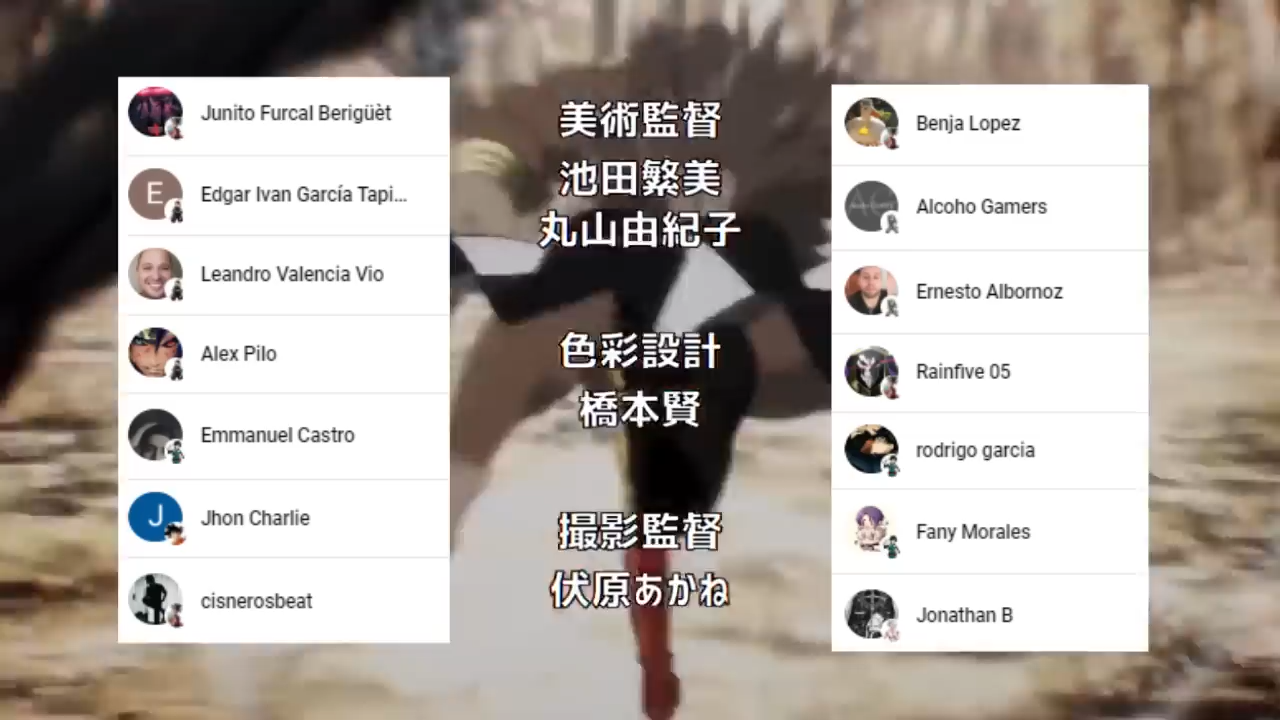 Junito Furcal Berigüèt
E
Edgar Ivan García Tapi...
Leandro Valencia Vio
Alex Pilo
Emmanuel Castro
J
Jhon Charlie
cisnerosbeat
美術監督
池田繁美
丸山由紀子
色彩設計
橋本賢
撮影監督
伏原あかね
Benja Lopez
Alcoho Gamers
Ernesto Albornoz
Rainfive 05
rodrigo garcia
Fany Morales
Jonathan B